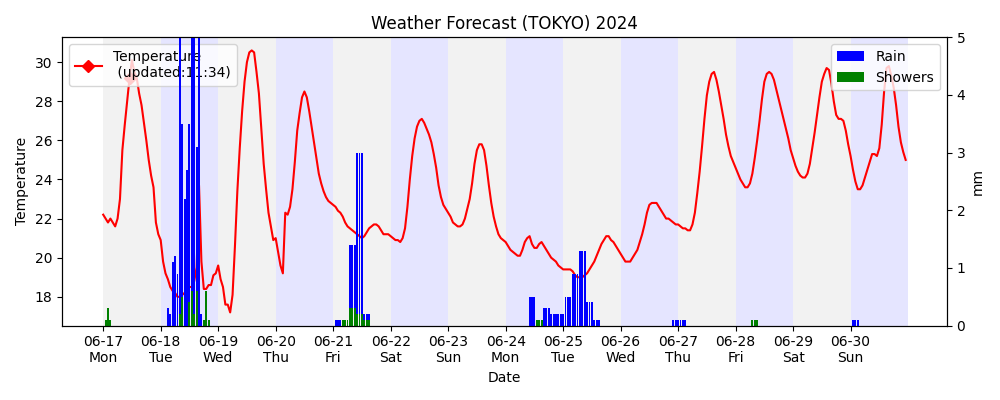 Weather Forecast (TOKYO) 2024
Temperature
(updated:11:34)
Rain
Showers
30
28
26
24
22
20
18
Temperature
5
4
3
2
1
0
mm
06-17 06-18 06-19 06-20 06-21 06-22 06-23 06-24 06-25 06-26 06-27 06-28 06-29 06-30
Mon Tue Wed Thu Fri Sat Sun Mon Tue Wed Thu Fri Sat Sun
Date